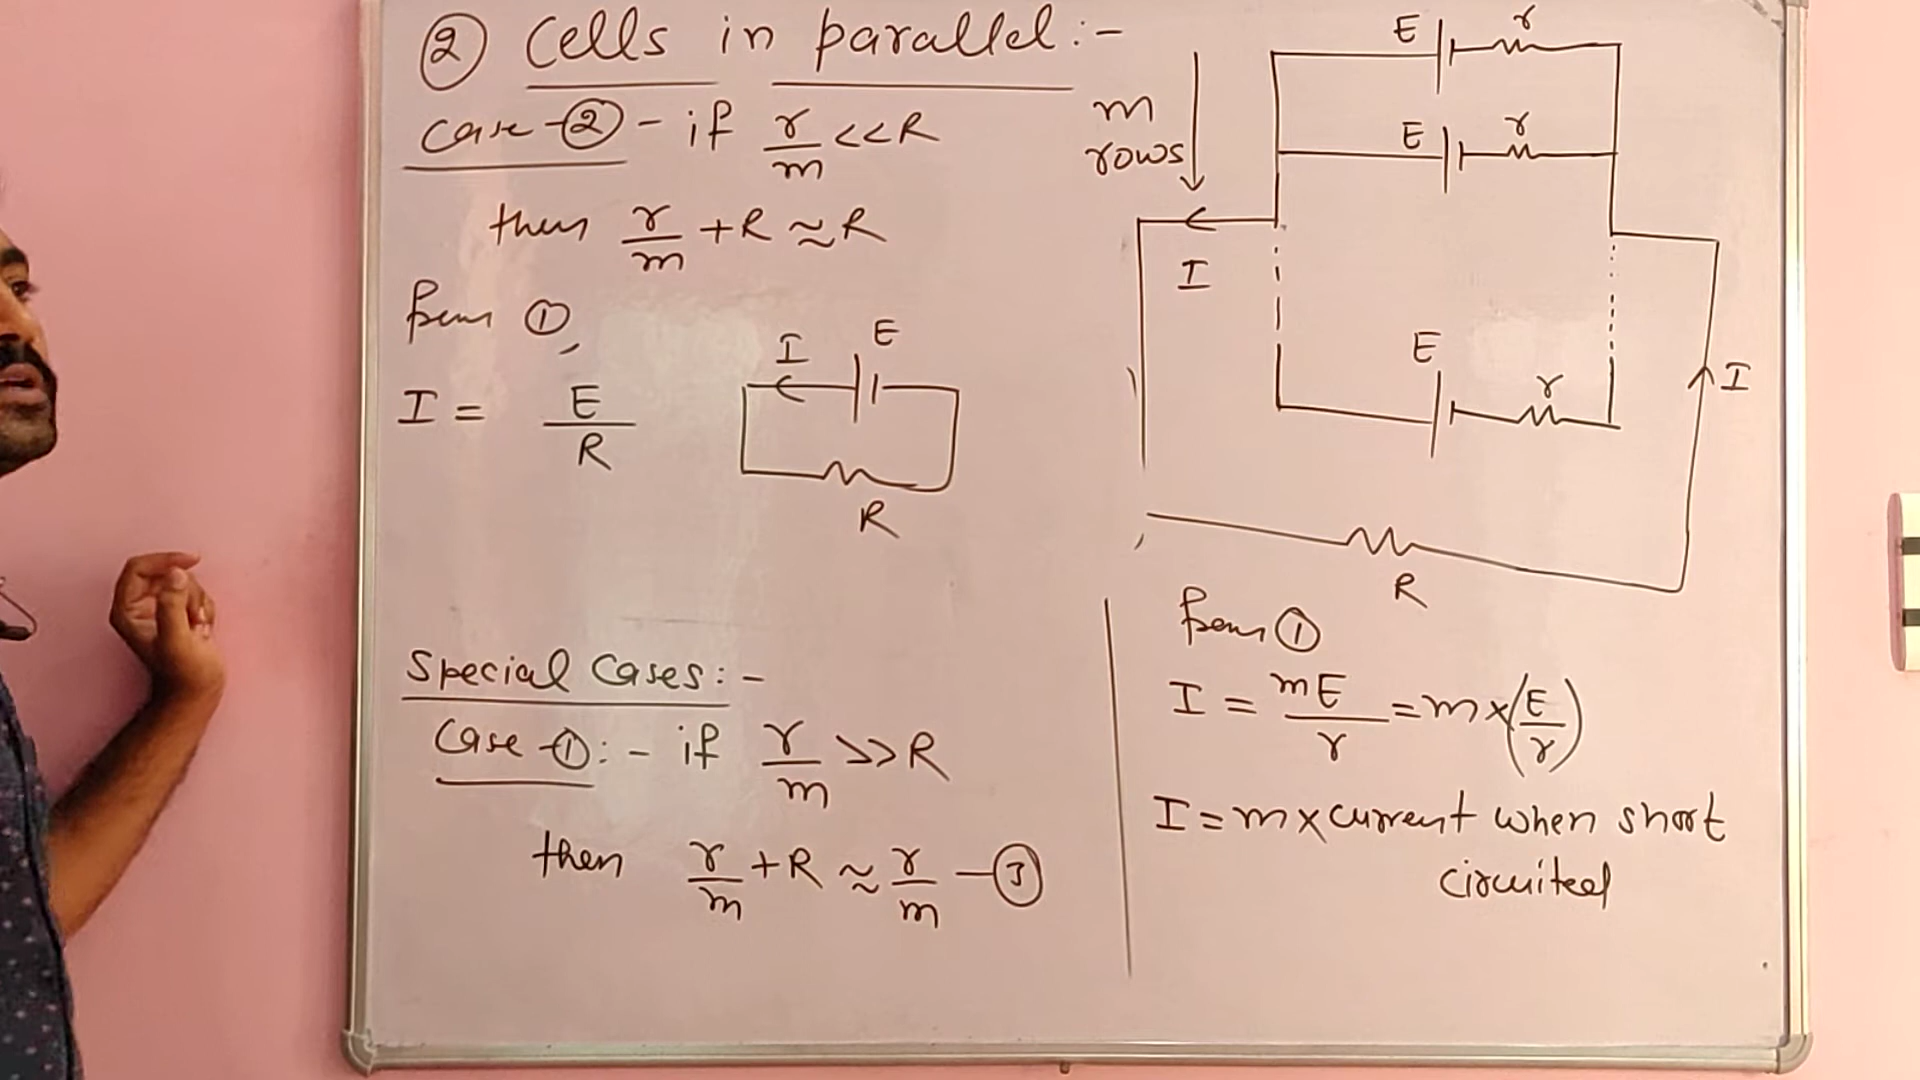 ② Cells in parallel:-
Case-② - if r/m << R
then r/m + R ≈ R
from ①,
I = E/R
I E
R
Special Cases:-
Case-①:- if r/m >> R
then r/m + R ≈ r/m —③
m rows
E r
E r
I
E r
I
R
from ①
I = mE/r = m×(E/r)
I = m× current when short
circuited